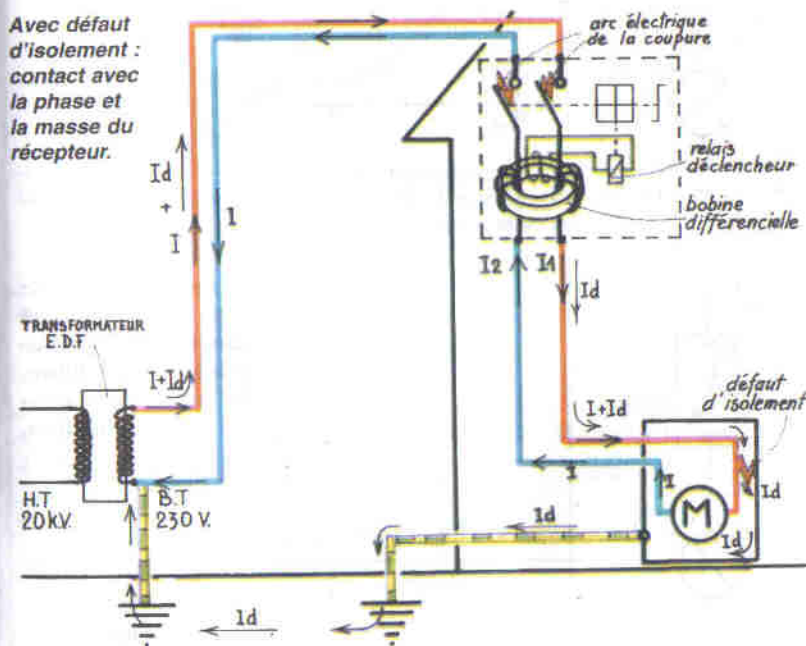 Avec défaut
d'isolement :
contact avec
la phase et
la masse du
récepteur.
arc électrique
de la coupure
relais
déclencheur
bobine
différencielle
Id
+
I
I
I2
I1
Id
TRANSFORMATEUR
E.D.F
I+Id
H.T
20kV.
B.T
230 V.
défaut
d'isolement
I+Id
I
I
Id
M
Id
Id
Id